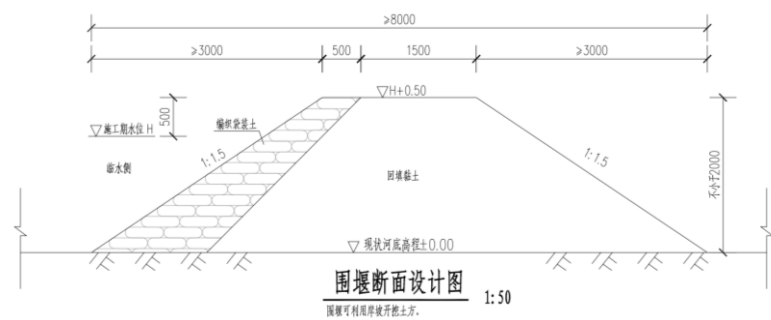 ≥8000
≥3000 500 1500 ≥3000
▽H+0.50
500
▽施工期水位 H
编织袋装土
临水侧
1:1.5
回填黏土
1:1.5
不小于2000
▽ 现状河底高程±0.00
围堰断面设计图 1:50
围堰可利用岸坡开挖土方。